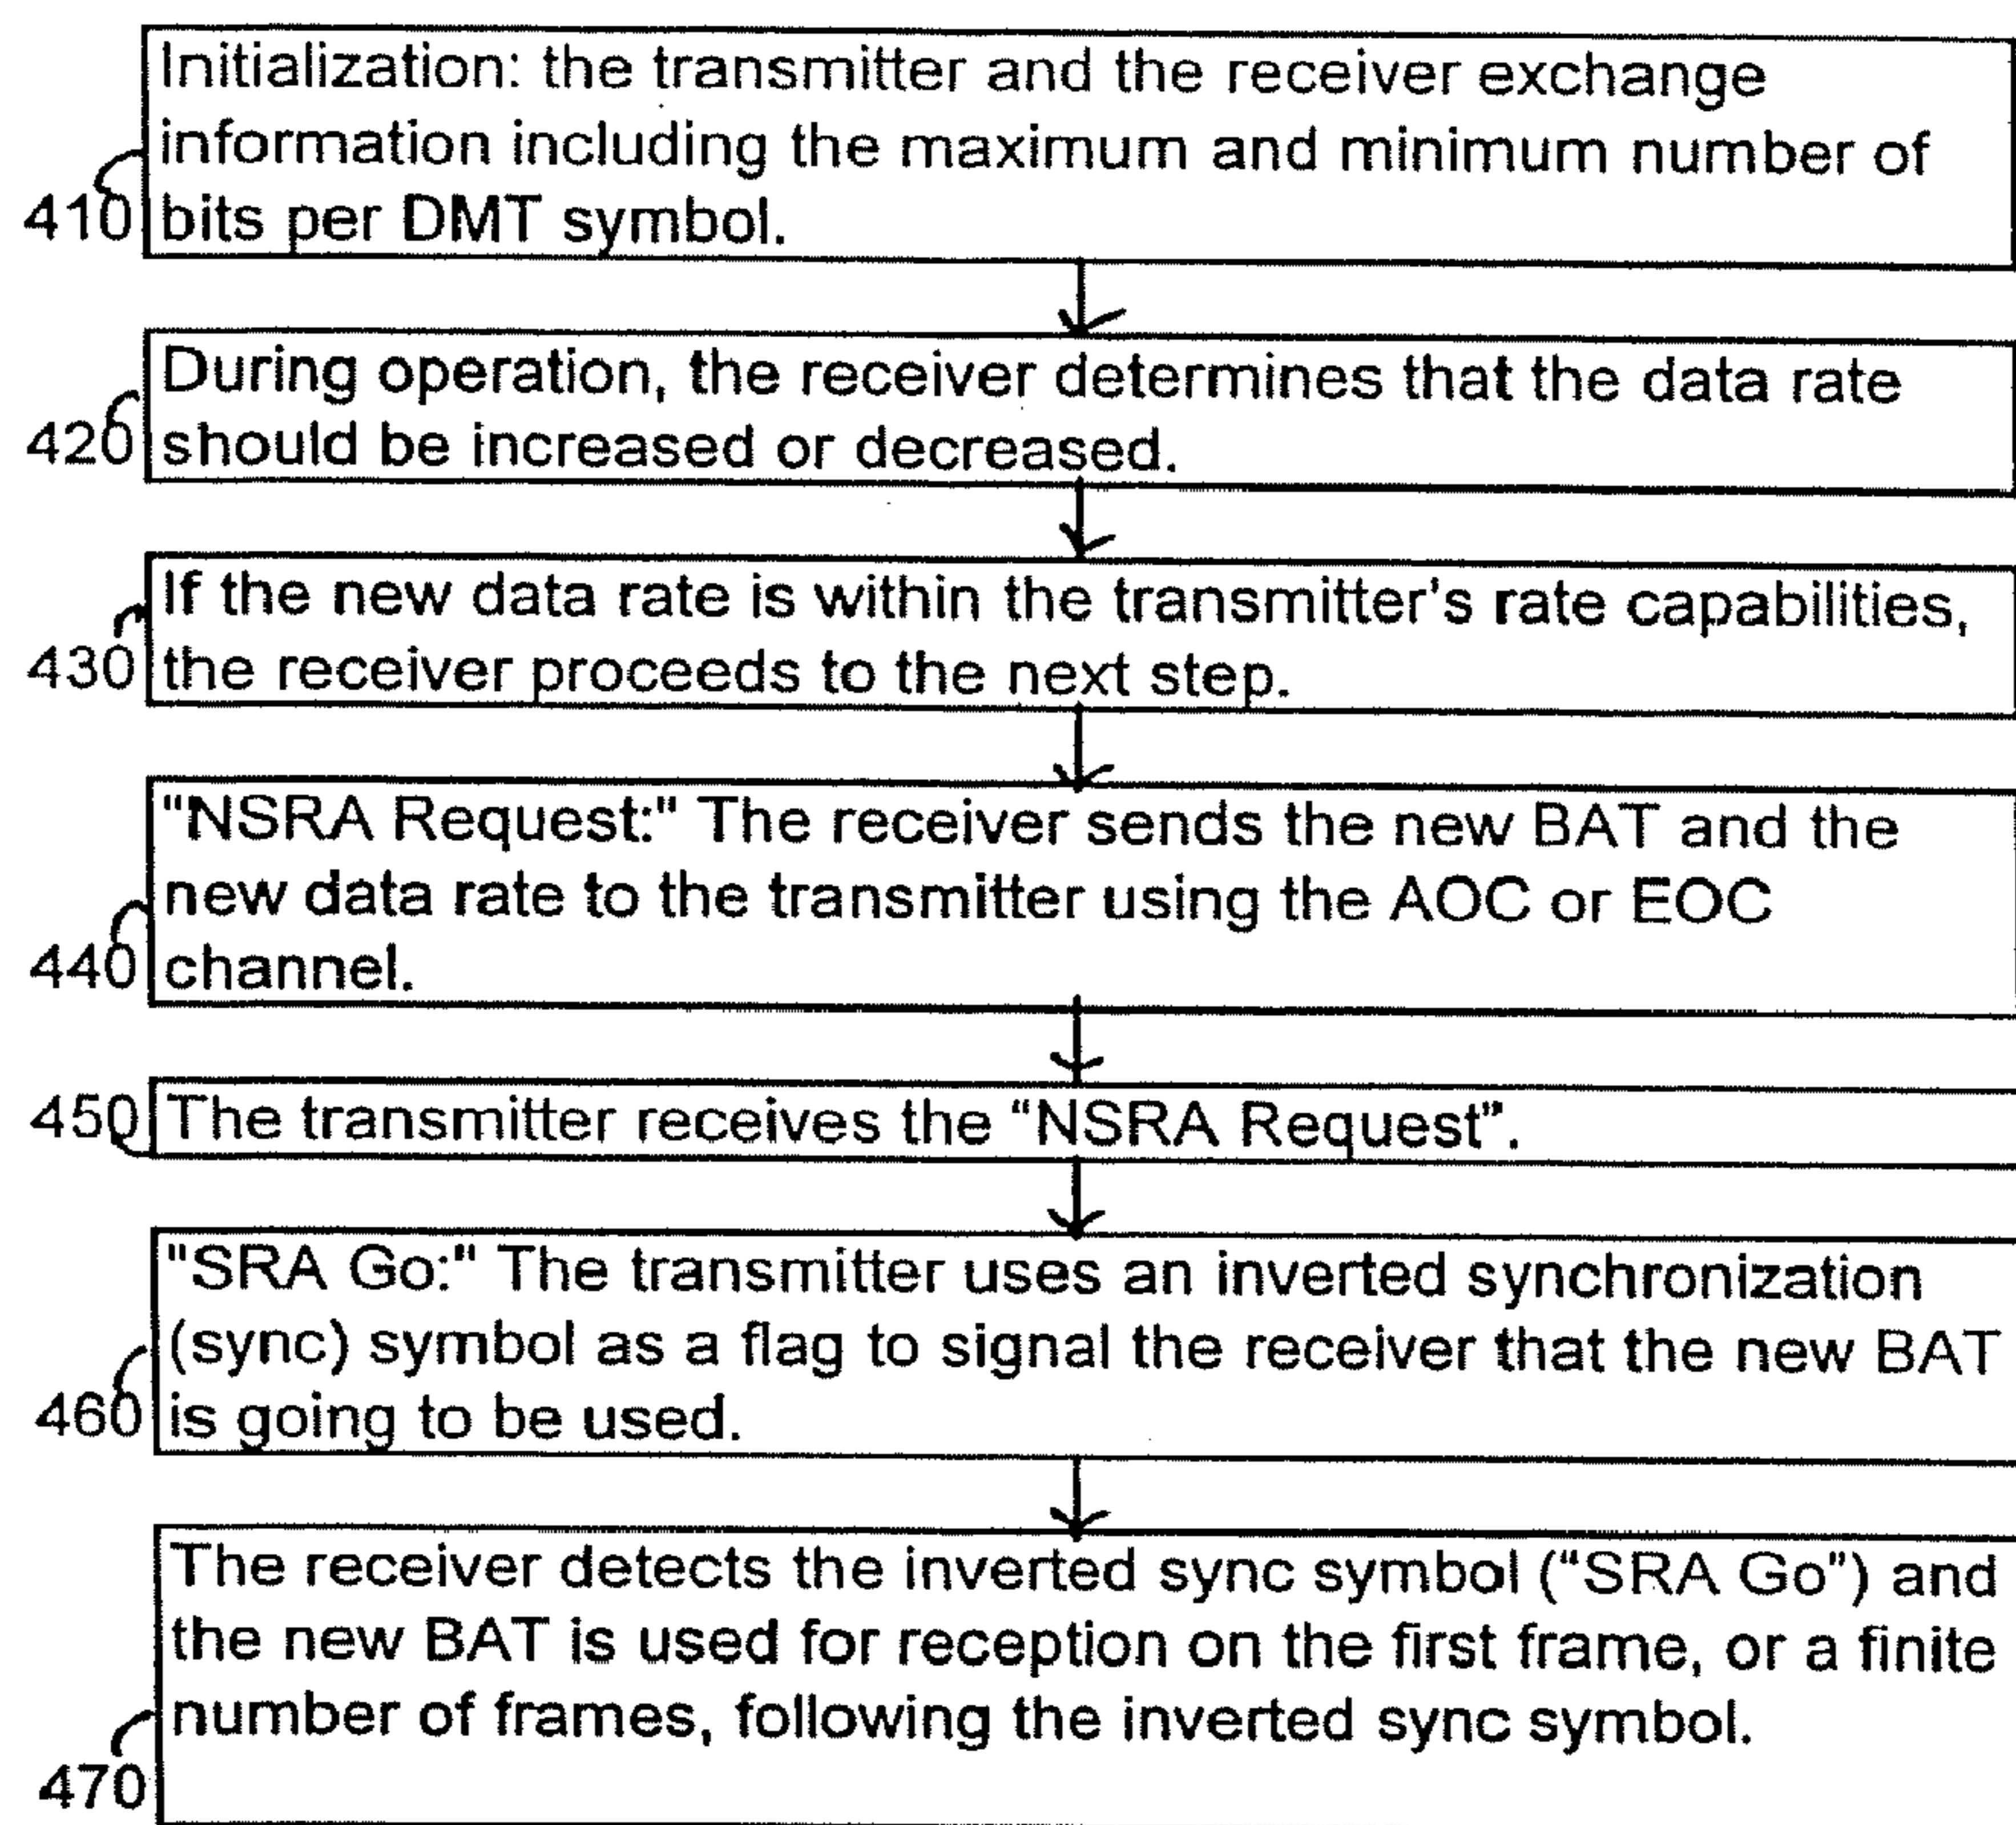 Initialization: the transmitter and the receiver exchange
information including the maximum and minimum number of
410 bits per DMT symbol.
During operation, the receiver determines that the data rate
420 should be increased or decreased.
If the new data rate is within the transmitter's rate capabilities,
430 the receiver proceeds to the next step.
"NSRA Request:" The receiver sends the new BAT and the
new data rate to the transmitter using the AOC or EOC
440 channel.
450 The transmitter receives the “NSRA Request”.
"SRA Go:" The transmitter uses an inverted synchronization
(sync) symbol as a flag to signal the receiver that the new BAT
460 is going to be used.
The receiver detects the inverted sync symbol (“SRA Go”) and
the new BAT is used for reception on the first frame, or a finite
number of frames, following the inverted sync symbol.
470